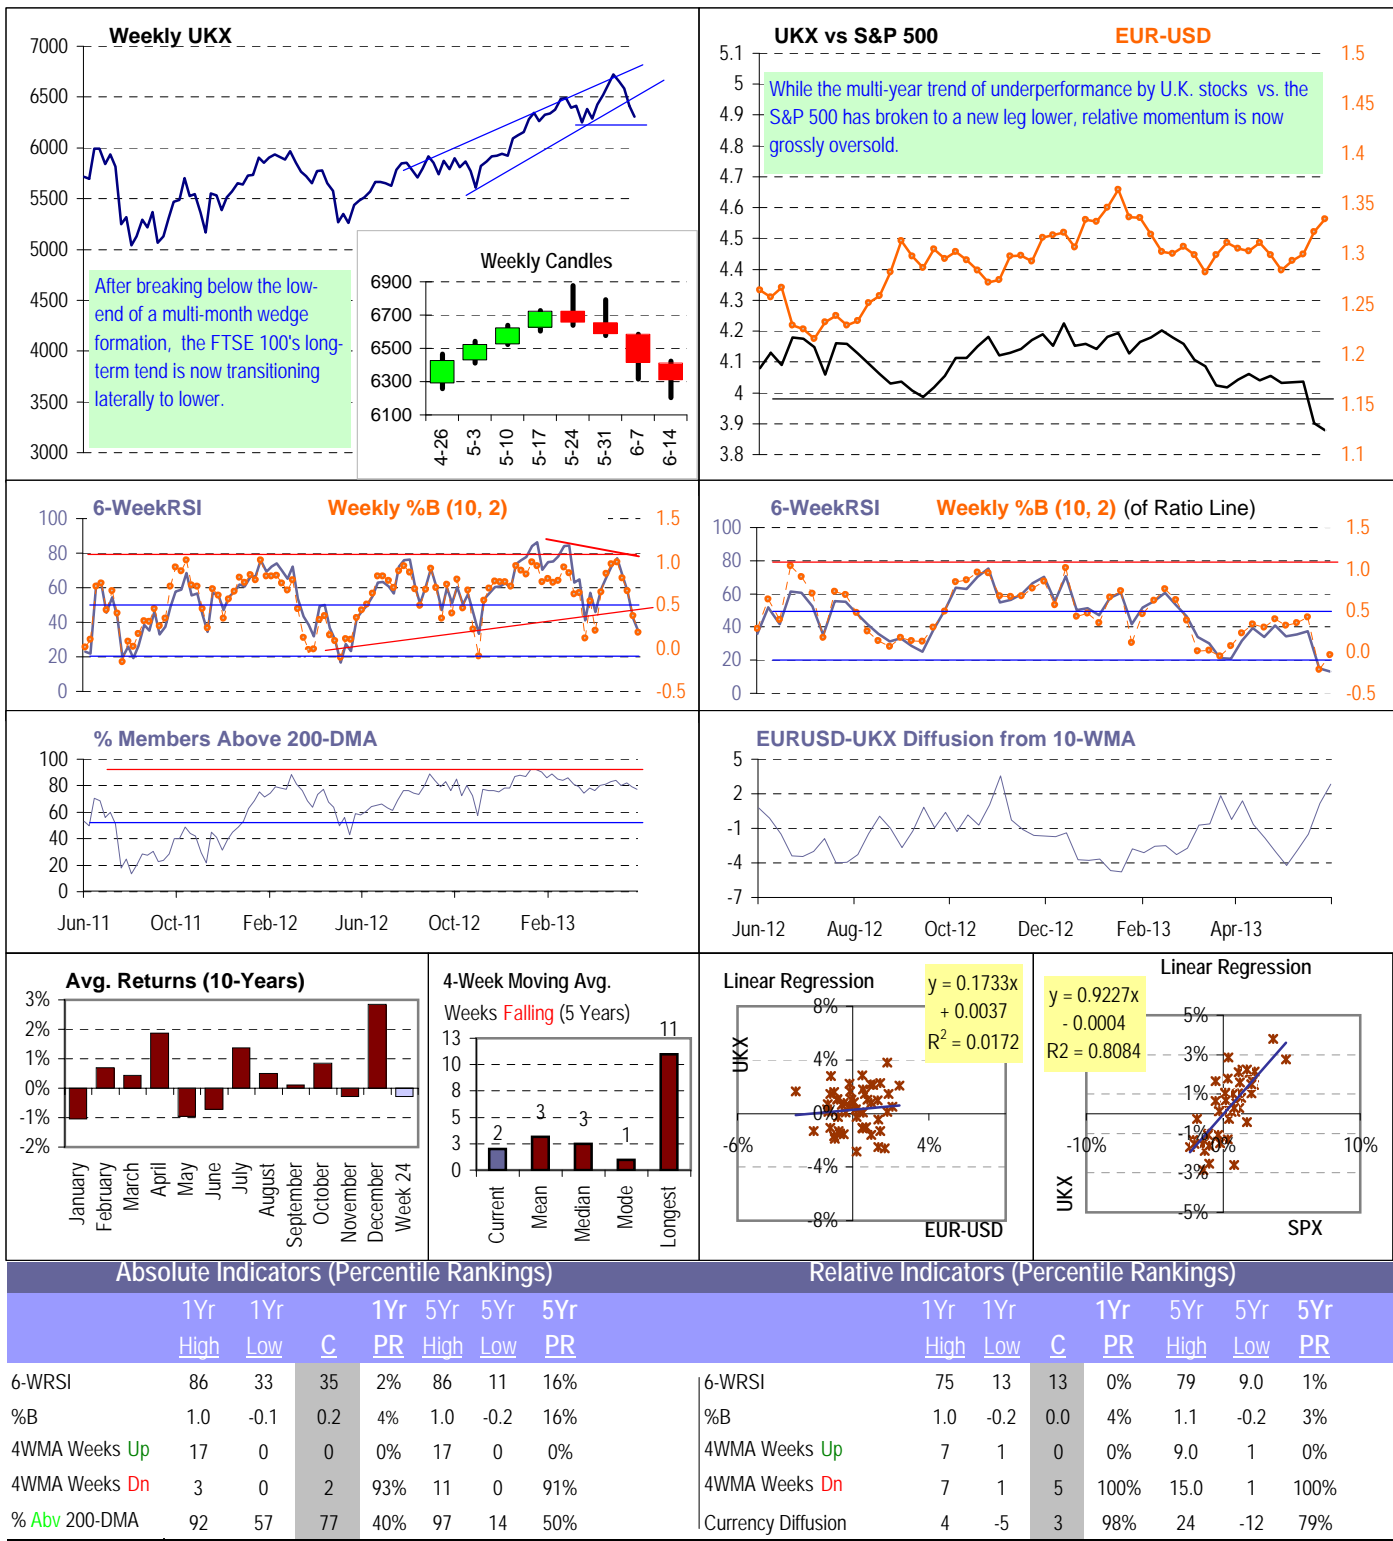 Weekly UKX
7000
6500
6000
5500
5000
4500
4000
3500
3000
After breaking below the low-
end of a multi-month wedge
formation, the FTSE 100's long-
term tend is now transitioning
laterally to lower.
Weekly Candles
6900
6700
6500
6300
6100
4-26
5-3
5-10
5-17
5-24
5-31
6-7
6-14
UKX vs S&P 500
EUR-USD
5.1
5
4.9
4.8
4.7
4.6
4.5
4.4
4.3
4.2
4.1
4
3.9
3.8
While the multi-year trend of underperformance by U.K. stocks vs. the
S&P 500 has broken to a new leg lower, relative momentum is now
grossly oversold.
1.5
1.45
1.4
1.35
1.3
1.25
1.2
1.15
1.1
6-WeekRSI
Weekly %B (10, 2)
100
80
60
40
20
0
1.5
1.0
0.5
0.0
-0.5
6-WeekRSI
Weekly %B (10, 2) (of Ratio Line)
100
80
60
40
20
0
1.5
1.0
0.5
0.0
-0.5
% Members Above 200-DMA
100
80
60
40
20
0
Jun-11 Oct-11 Feb-12 Jun-12 Oct-12 Feb-13
EURUSD-UKX Diffusion from 10-WMA
5
2
-1
-4
-7
Jun-12 Aug-12 Oct-12 Dec-12 Feb-13 Apr-13
Avg. Returns (10-Years)
3%
2%
1%
0%
-1%
-2%
January
February
March
April
May
June
July
August
September
October
November
December
Week 24
4-Week Moving Avg.
Weeks Falling (5 Years)
13
10
8
5
3
0
2
3
3
1
11
Current
Mean
Median
Mode
Longest
Linear Regression
y = 0.1733x
+ 0.0037
R2 = 0.0172
UKX
8%
4%
0%
-4%
-8%
-6%
4%
EUR-USD
Linear Regression
y = 0.9227x
- 0.0004
R2 = 0.8084
5%
3%
1%
-1%
-3%
-5%
-10%
0%
10%
UKX
SPX
Absolute Indicators (Percentile Rankings)
1Yr 1Yr 1Yr 5Yr 5Yr 5Yr
High Low C PR High Low PR
6-WRSI 86 33 35 2% 86 11 16%
%B 1.0 -0.1 0.2 4% 1.0 -0.2 16%
4WMA Weeks Up 17 0 0 0% 17 0 0%
4WMA Weeks Dn 3 0 2 93% 11 0 91%
% Abv 200-DMA 92 57 77 40% 97 14 50%
Relative Indicators (Percentile Rankings)
1Yr 1Yr 1Yr 5Yr 5Yr 5Yr
High Low C PR High Low PR
6-WRSI 75 13 13 0% 79 9.0 1%
%B 1.0 -0.2 0.0 4% 1.1 -0.2 3%
4WMA Weeks Up 7 1 0 0% 9.0 1 0%
4WMA Weeks Dn 7 1 5 100% 15.0 1 100%
Currency Diffusion 4 -5 3 98% 24 -12 79%